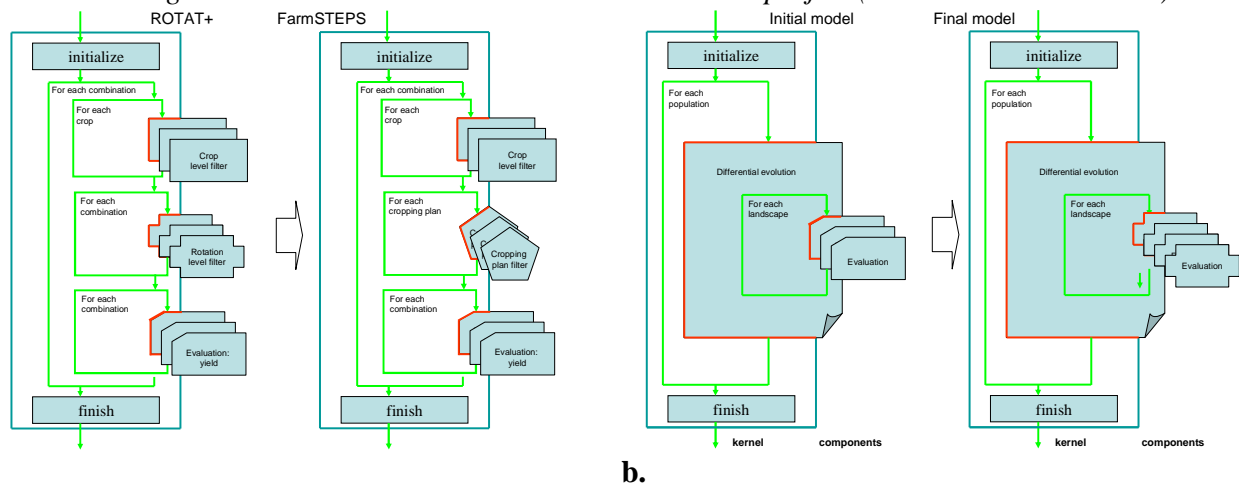 ROTAT+
FarmSTEPS
Initial model
Final model
initialize
For each combination
For each
crop
Crop
level filter
For each
combination
Rotation
level filter
For each
combination
Evaluation:
yield
finish
initialize
For each combination
For each
crop
Crop
level filter
For each
cropping plan
Cropping
plan filter
For each
combination
Evaluation:
yield
finish
initialize
For each
population
Differential evolution
For each
landscape
Evaluation
finish
kernel
components
initialize
For each
population
Differential evolution
For each
landscape
Evaluation
finish
kernel
components
b.